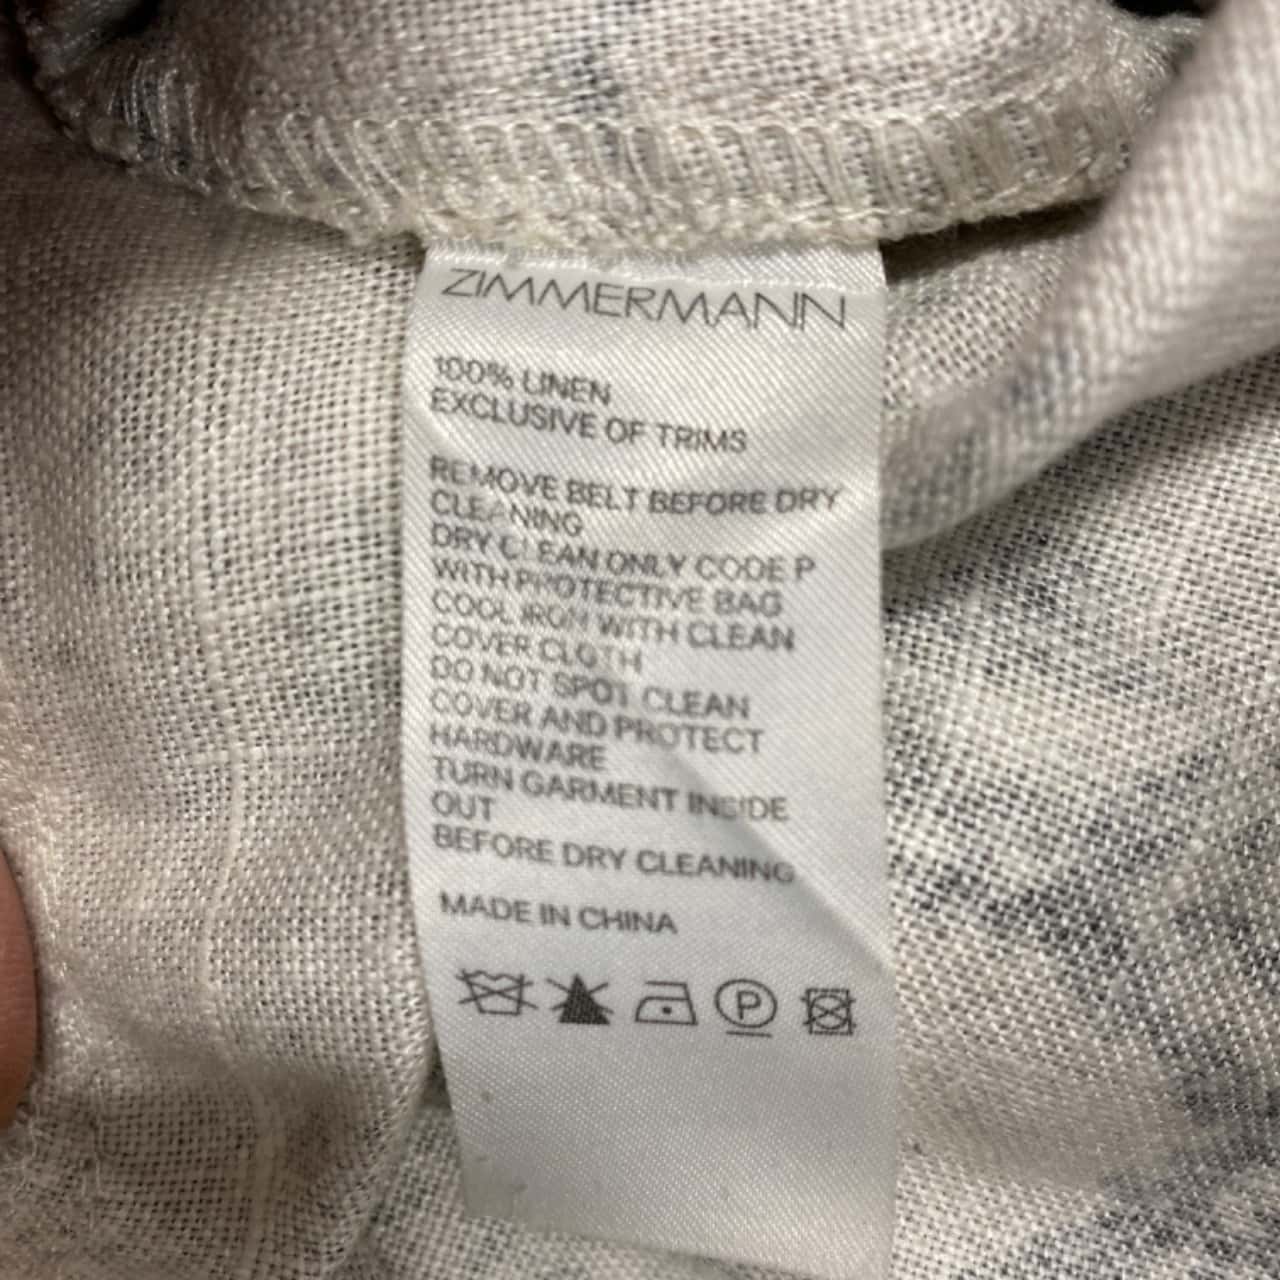 ZIMMERMANN
100% LINEN
EXCLUSIVE OF TRIMS
REMOVE BELT BEFORE DRY
CLEANING
DRY CLEAN ONLY CODE P
WITH PROTECTIVE BAG
COOL IRON WITH CLEAN
COVER CLOTH
DO NOT SPOT CLEAN
COVER AND PROTECT
HARDWARE
TURN GARMENT INSIDE
OUT
BEFORE DRY CLEANING
MADE IN CHINA
P